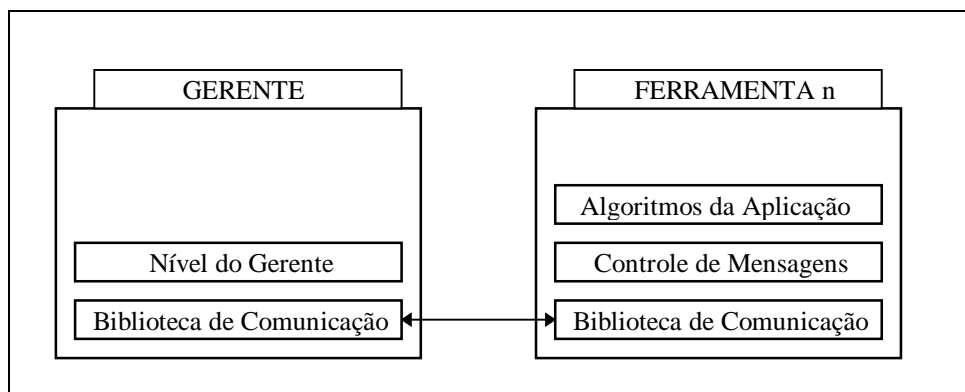 GERENTE
Nível do Gerente
Biblioteca de Comunicação
FERRAMENTA n
Algoritmos da Aplicação
Controle de Mensagens
Biblioteca de Comunicação